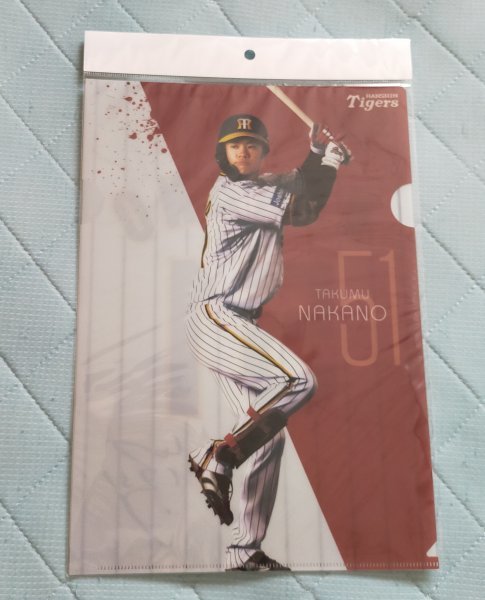 HANSHIN
Tigers
51
TAKUMU
NAKANO